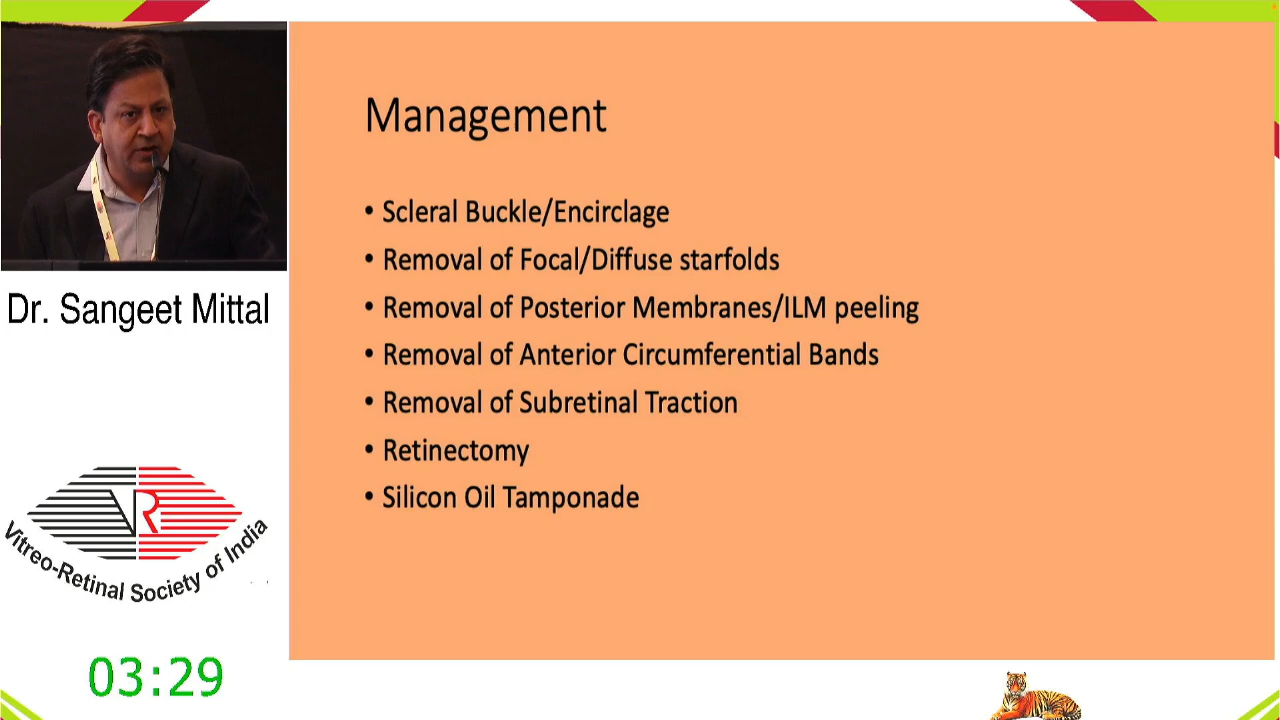 Management
• Scleral Buckle/Encirclage
• Removal of Focal/Diffuse starfolds
• Removal of Posterior Membranes/ILM peeling
• Removal of Anterior Circumferential Bands
• Removal of Subretinal Traction
• Retinectomy
• Silicon Oil Tamponade
Dr. Sangeet Mittal
VR
Vitreo-Retinal Society of India
03:29